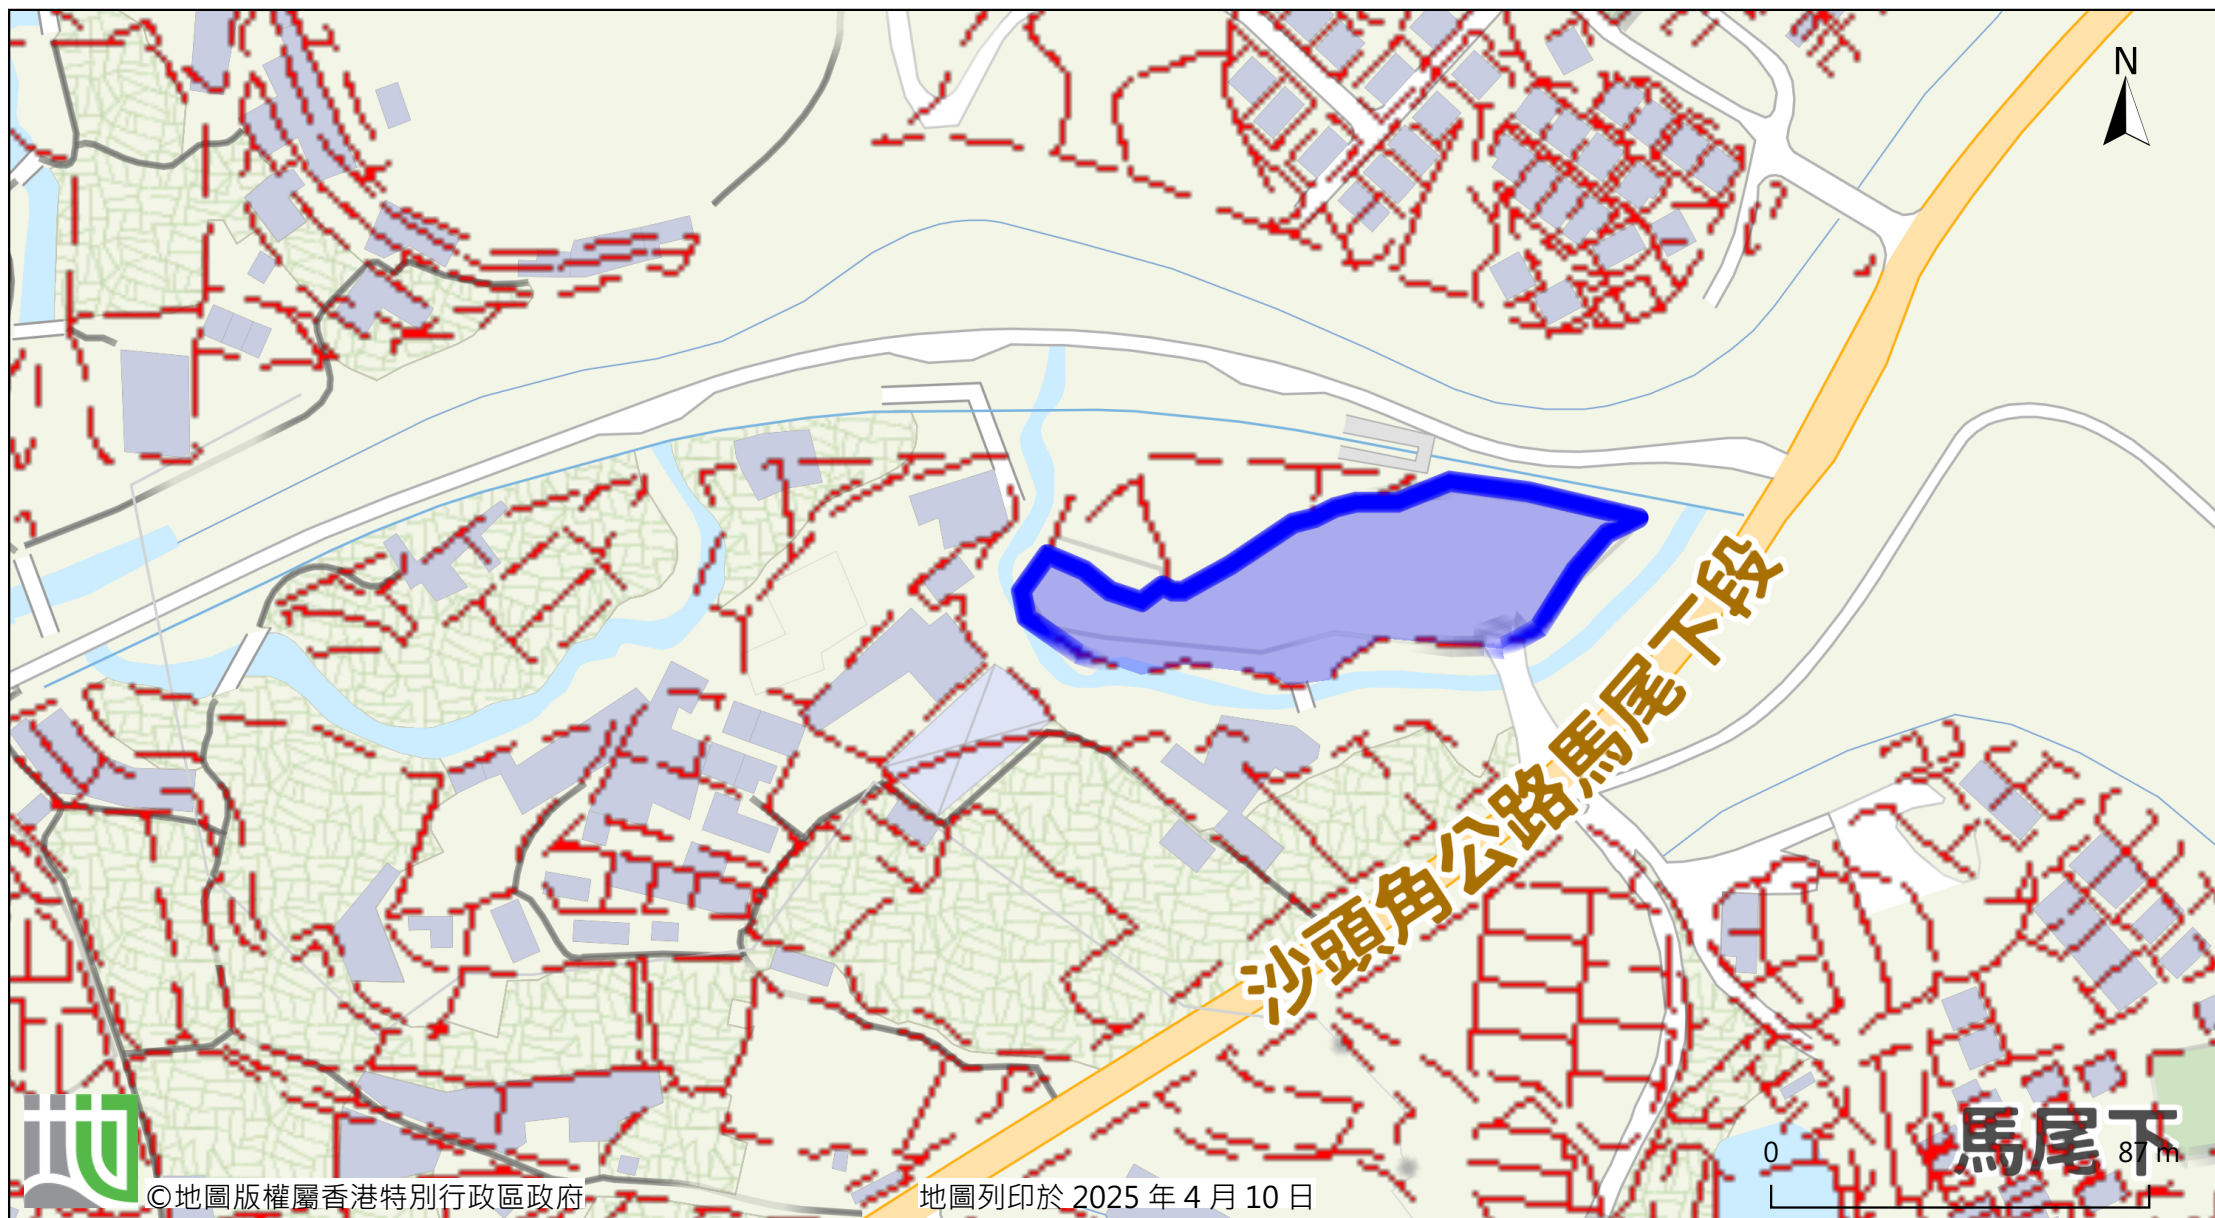 N
沙頭角公路馬尾下段
馬尾下
0 87 m
©地圖版權屬香港特別行政區政府
地圖列印於 2025 年 4 月 10 日